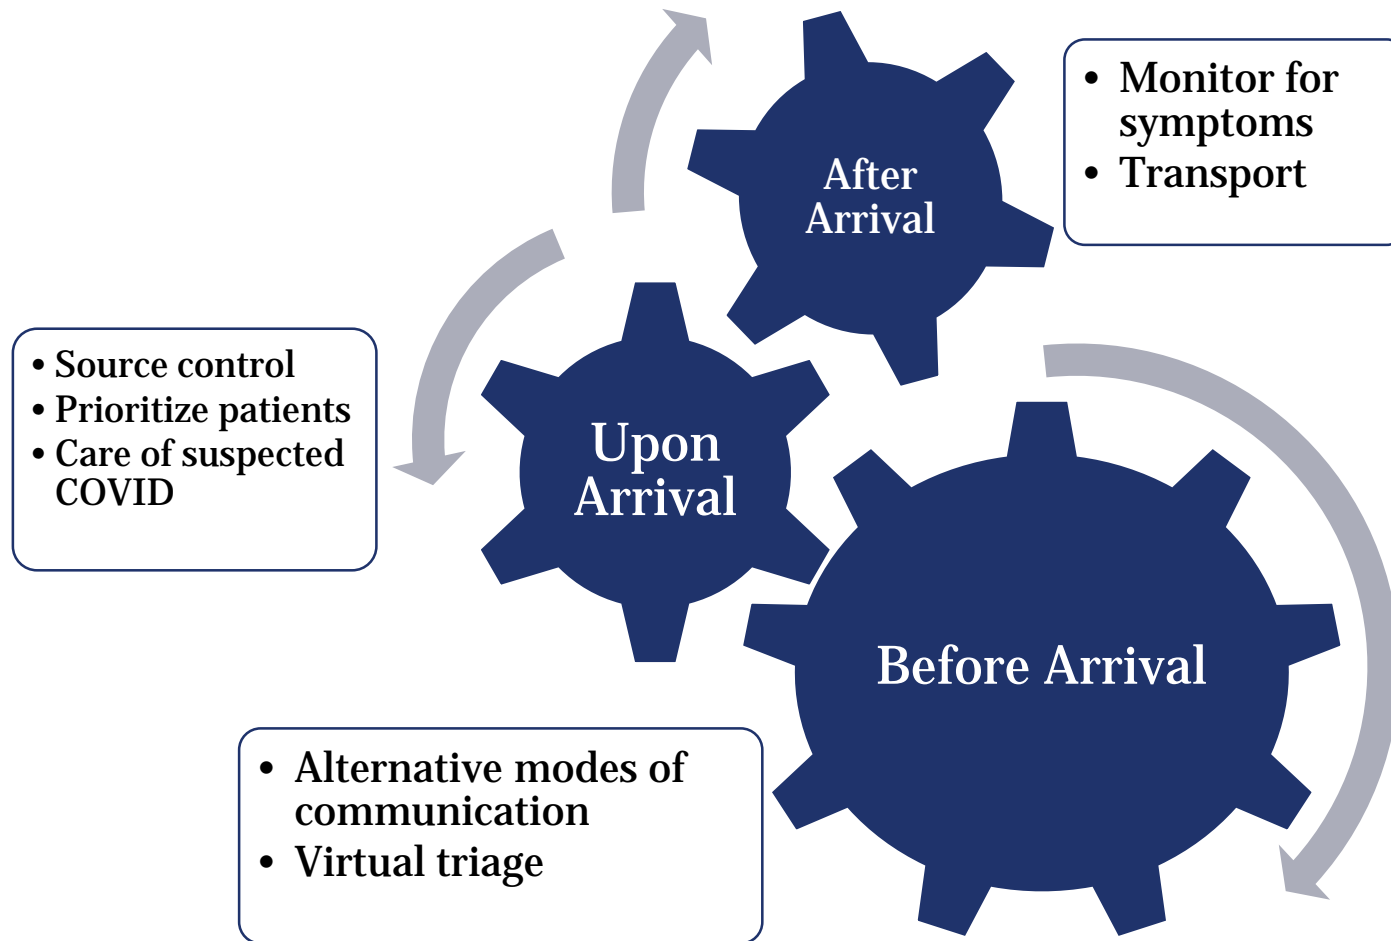 After
Arrival
• Monitor for
symptoms
• Transport
Upon
Arrival
• Source control
• Prioritize patients
• Care of suspected
COVID
Before Arrival
• Alternative modes of
communication
• Virtual triage